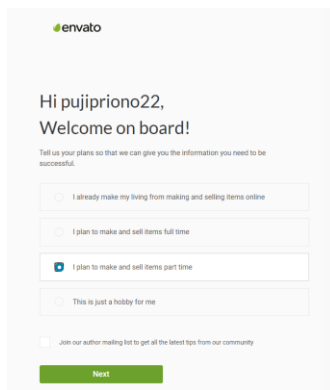 envato
Hi pujipriono22,
Welcome on board!
Tell us your plans so that we can give you the information you need to be
successful.
I already make my living from making and selling items online
I plan to make and sell items full time
I plan to make and sell items part time
This is just a hobby for me
Join our author mailing list to get all the latest tips from our community
Next